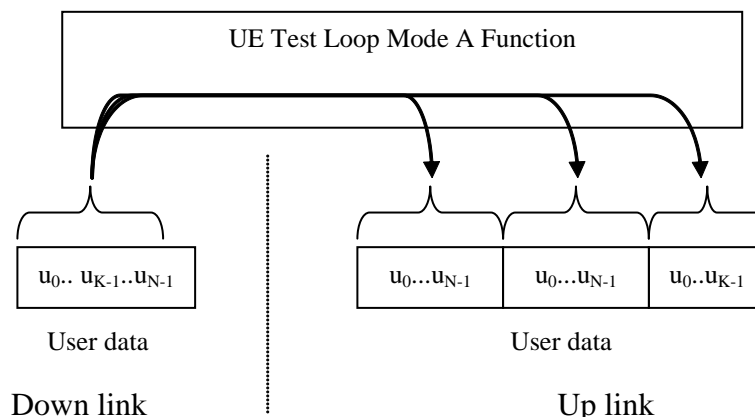 UE Test Loop Mode A Function
u0.. uK-1..uN-1
u0...uN-1
u0...uN-1
u0..uK-1
User data
User data
Down link
Up link